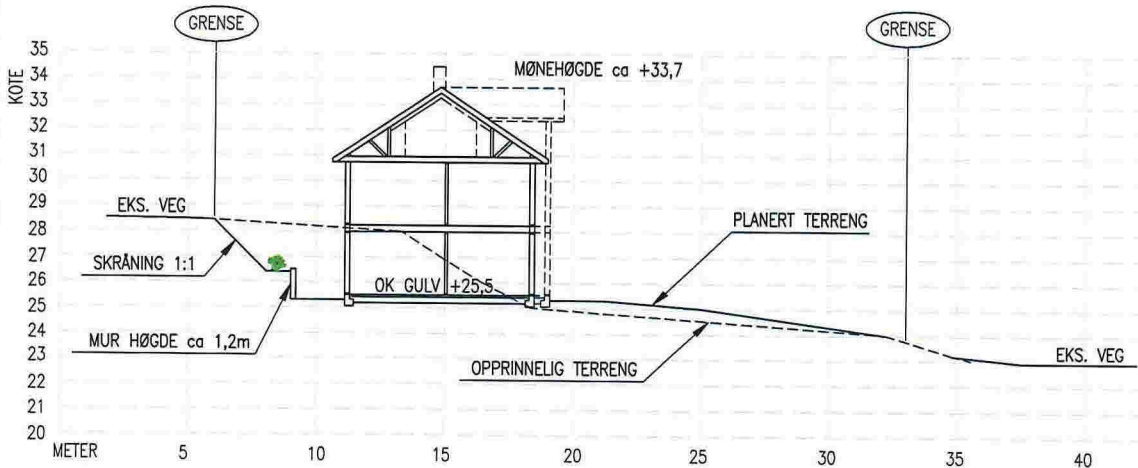 GRENSE
GRENSE
KOTE
35
34
33
32
31
30
29
28
27
26
25
24
23
22
21
20
MØNEHØGDE ca +33,7
EKS. VEG
PLANERT TERRENG
SKRÅNING 1:1
OK GULV +25,5
MUR HØGDE ca 1,2m
OPPRINNELIG TERRENG
EKS. VEG
METER 5 10 15 20 25 30 35 40